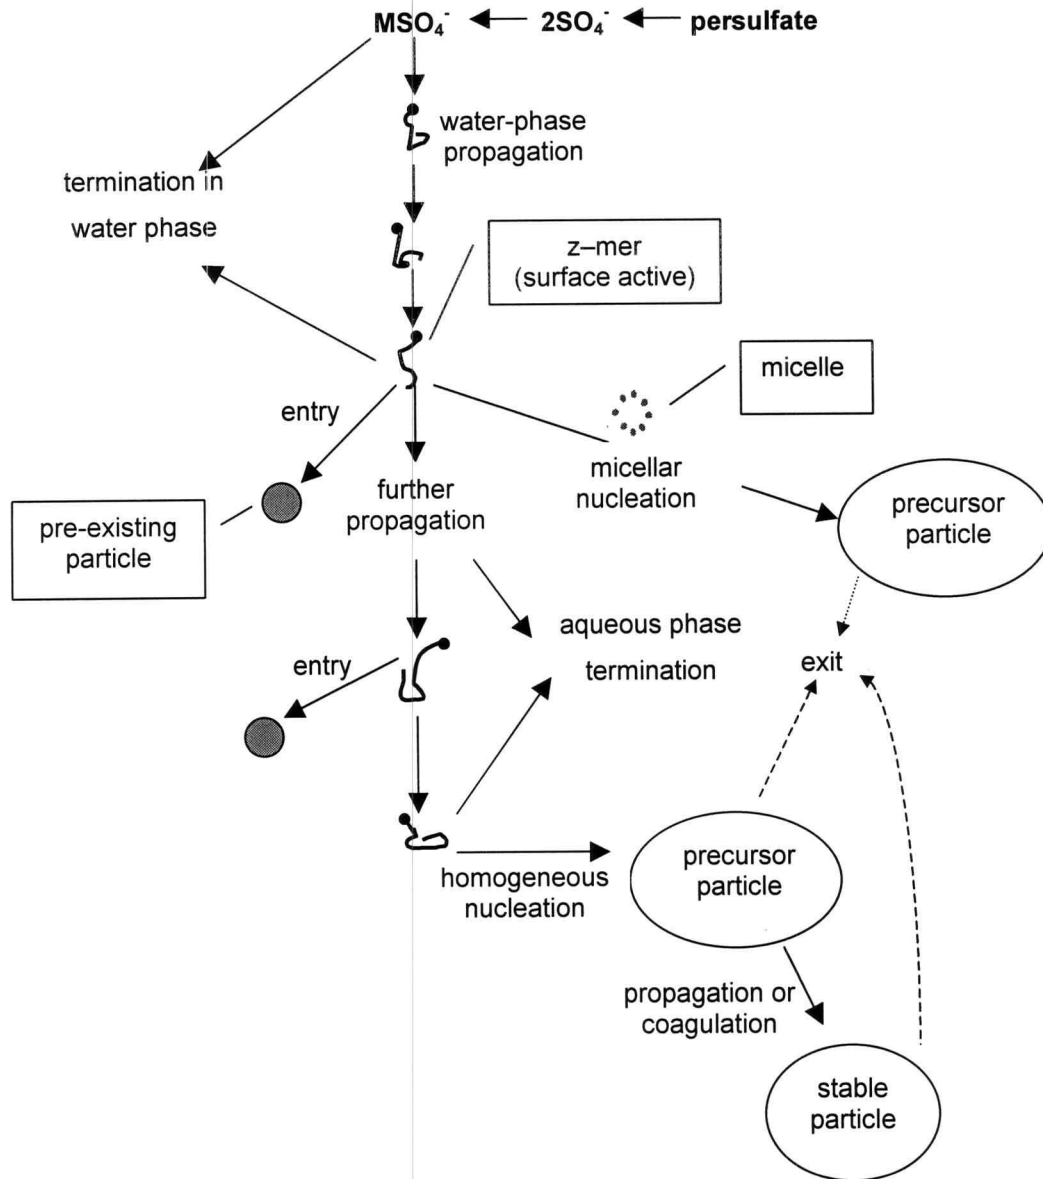 MSO₄⁻ 2SO₄⁻ persulfate
water-phase
propagation
termination in
water phase
z–mer
(surface active)
micelle
entry
micellar
nucleation
further
propagation
precursor
particle
pre-existing
particle
aqueous phase
termination
exit
entry
precursor
particle
homogeneous
nucleation
propagation or
coagulation
stable
particle